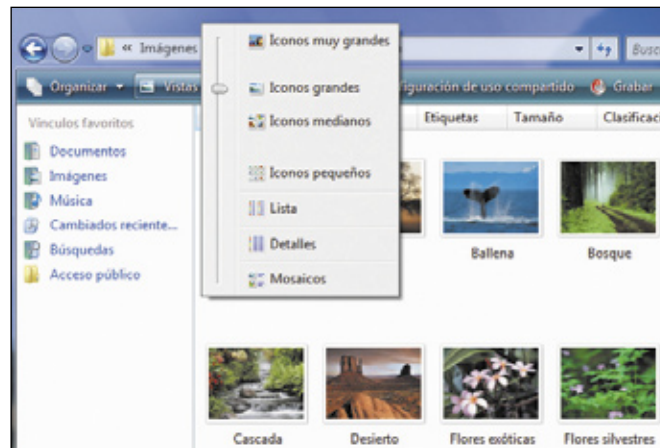 « Imágenes
Busc
Organizar
Vistas
figuración de uso compartido
Grabar
Iconos muy grandes
Iconos grandes
Iconos medianos
Iconos pequeños
Lista
Detalles
Mosaicos
Vínculos favoritos
Documentos
Imágenes
Música
Cambiados reciente...
Búsquedas
Acceso público
Etiquetas
Tamaño
Clasificaci
Ballena
Bosque
Cascada
Desierto
Flores exóticas
Flores silvestres